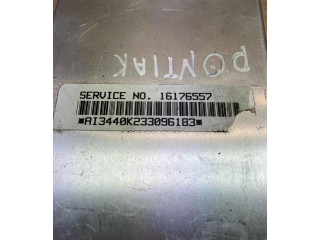 PONTIAK
SERVICE NO. 16176557
*AI3440K233096183*